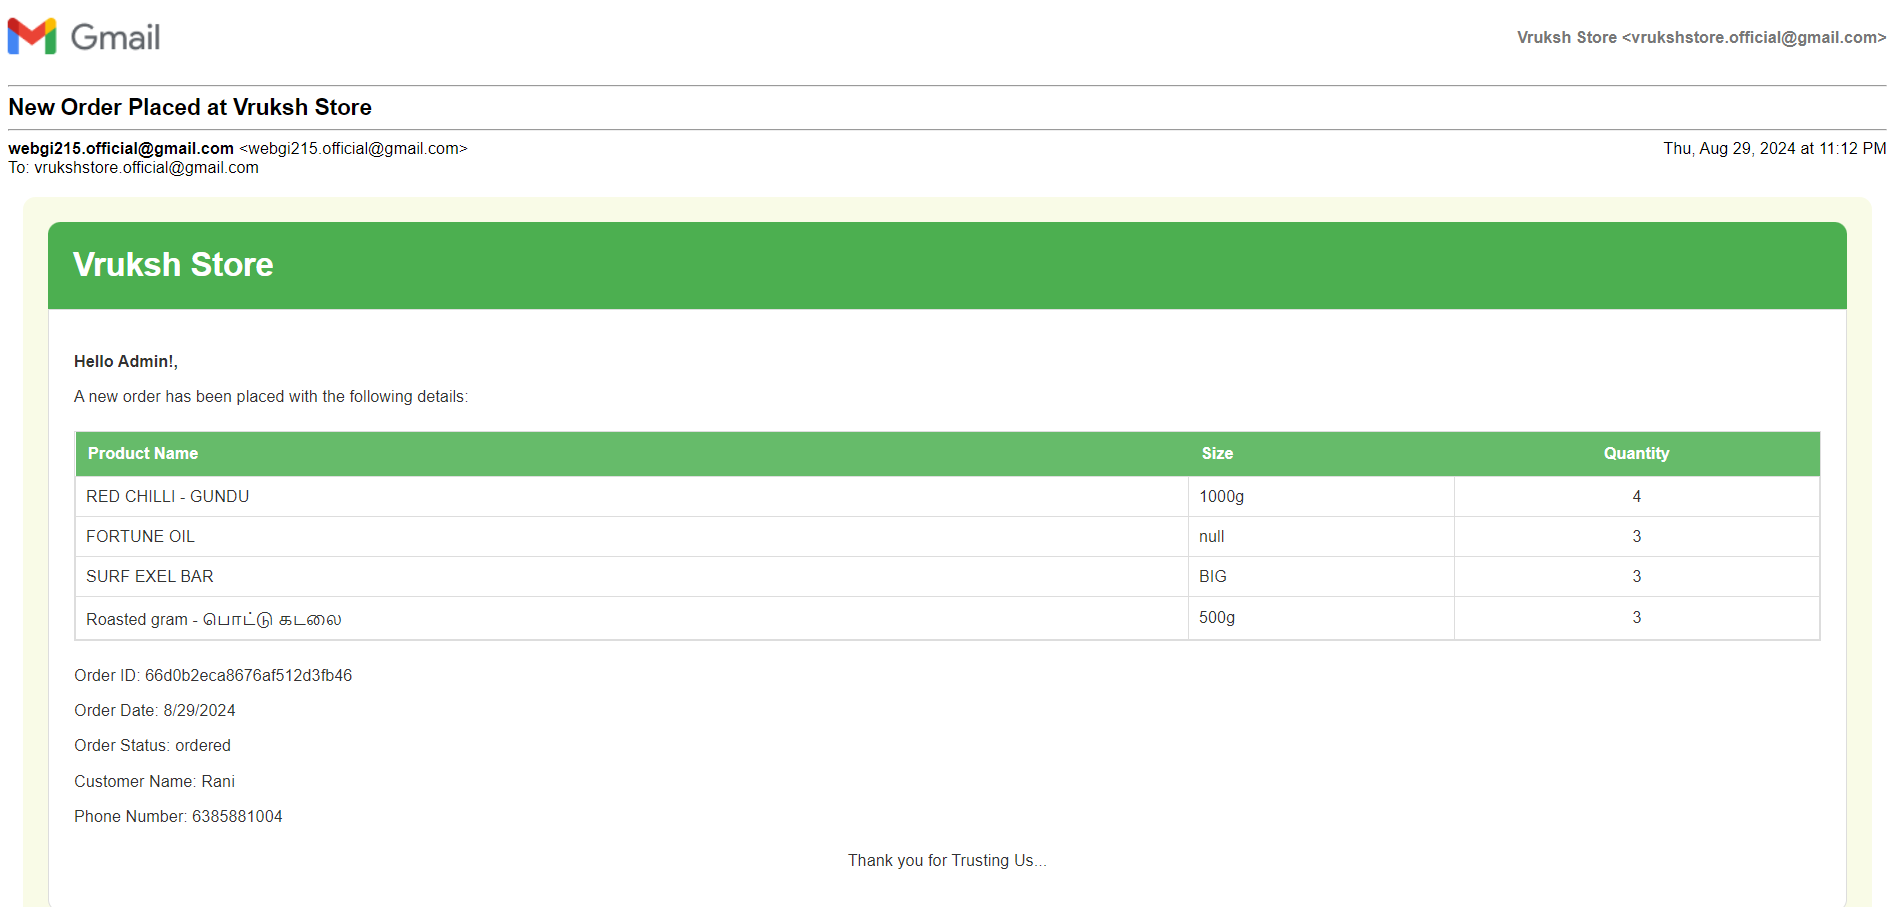 Gmail
Vruksh Store <vrukshstore.official@gmail.com>
New Order Placed at Vruksh Store
webgi215.official@gmail.com <webgi215.official@gmail.com>
Thu, Aug 29, 2024 at 11:12 PM
To: vrukshstore.official@gmail.com
Vruksh Store
Hello Admin!,
A new order has been placed with the following details:
Product Name Size Quantity
RED CHILLI - GUNDU 1000g 4
FORTUNE OIL null 3
SURF EXEL BAR BIG 3
Roasted gram - பொட்டு கடலை 500g 3
Order ID: 66d0b2eca8676af512d3fb46
Order Date: 8/29/2024
Order Status: ordered
Customer Name: Rani
Phone Number: 6385881004
Thank you for Trusting Us...